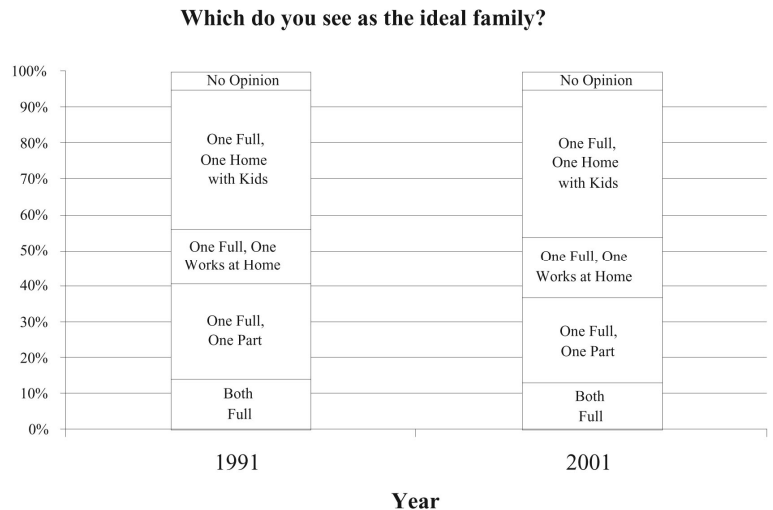 Which do you see as the ideal family?
100%
90%
80%
70%
60%
50%
40%
30%
20%
10%
0%
No Opinion
One Full,
One Home
with Kids
One Full, One
Works at Home
One Full,
One Part
Both
Full
No Opinion
One Full,
One Home
with Kids
One Full, One
Works at Home
One Full,
One Part
Both
Full
1991
2001
Year